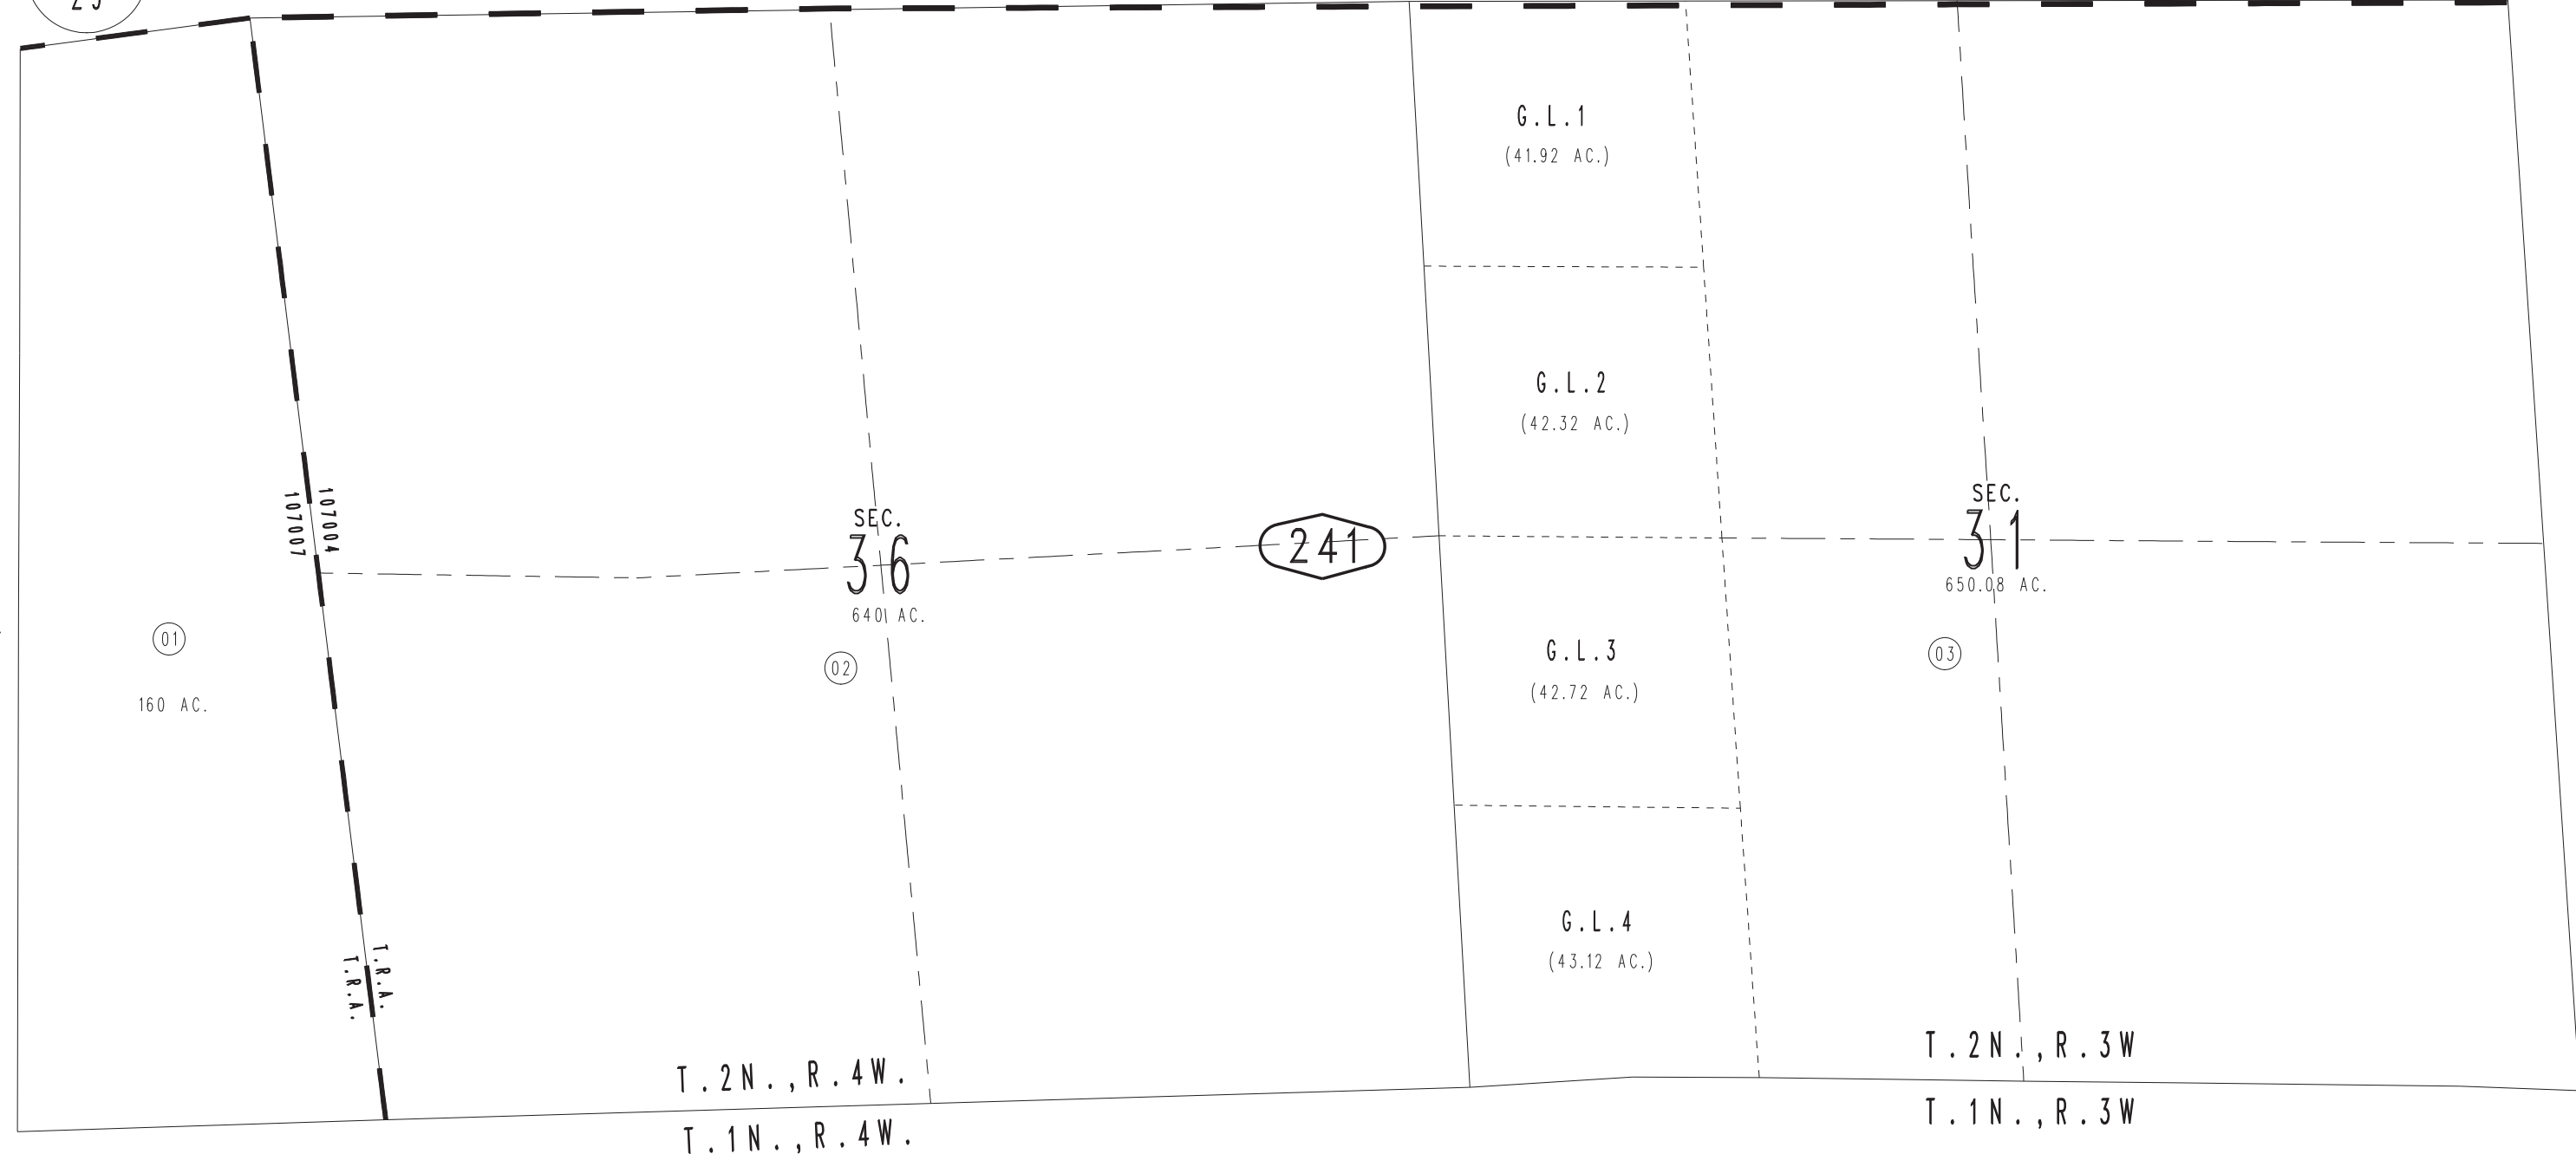 G.L.1
(41.92 AC.)
G.L.2
(42.32 AC.)
107004
107007
SEC.
36
640 AC.
241
SEC.
31
650.08 AC.
01
160 AC.
02
G.L.3
(42.72 AC.)
03
G.L.4
(43.12 AC.)
T.R.A.
T.R.A.
T.2N.,R.4W.
T.1N.,R.4W.
T.2N.,R.3W
T.1N.,R.3W